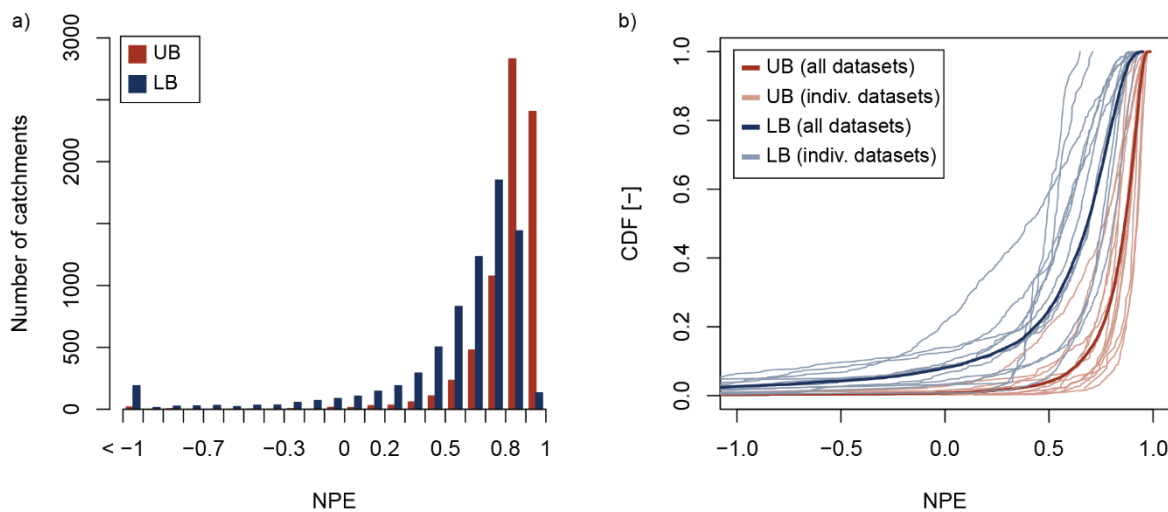 a)
UB
LB
Number of catchments
3000
2000
1000
500
0
< −1
−0.7
−0.3
0
0.2
0.5
0.8
1
NPE
b)
UB (all datasets)
UB (indiv. datasets)
LB (all datasets)
LB (indiv. datasets)
CDF [−]
1.0
0.8
0.6
0.4
0.2
0.0
−1.0
−0.5
0.0
0.5
1.0
NPE